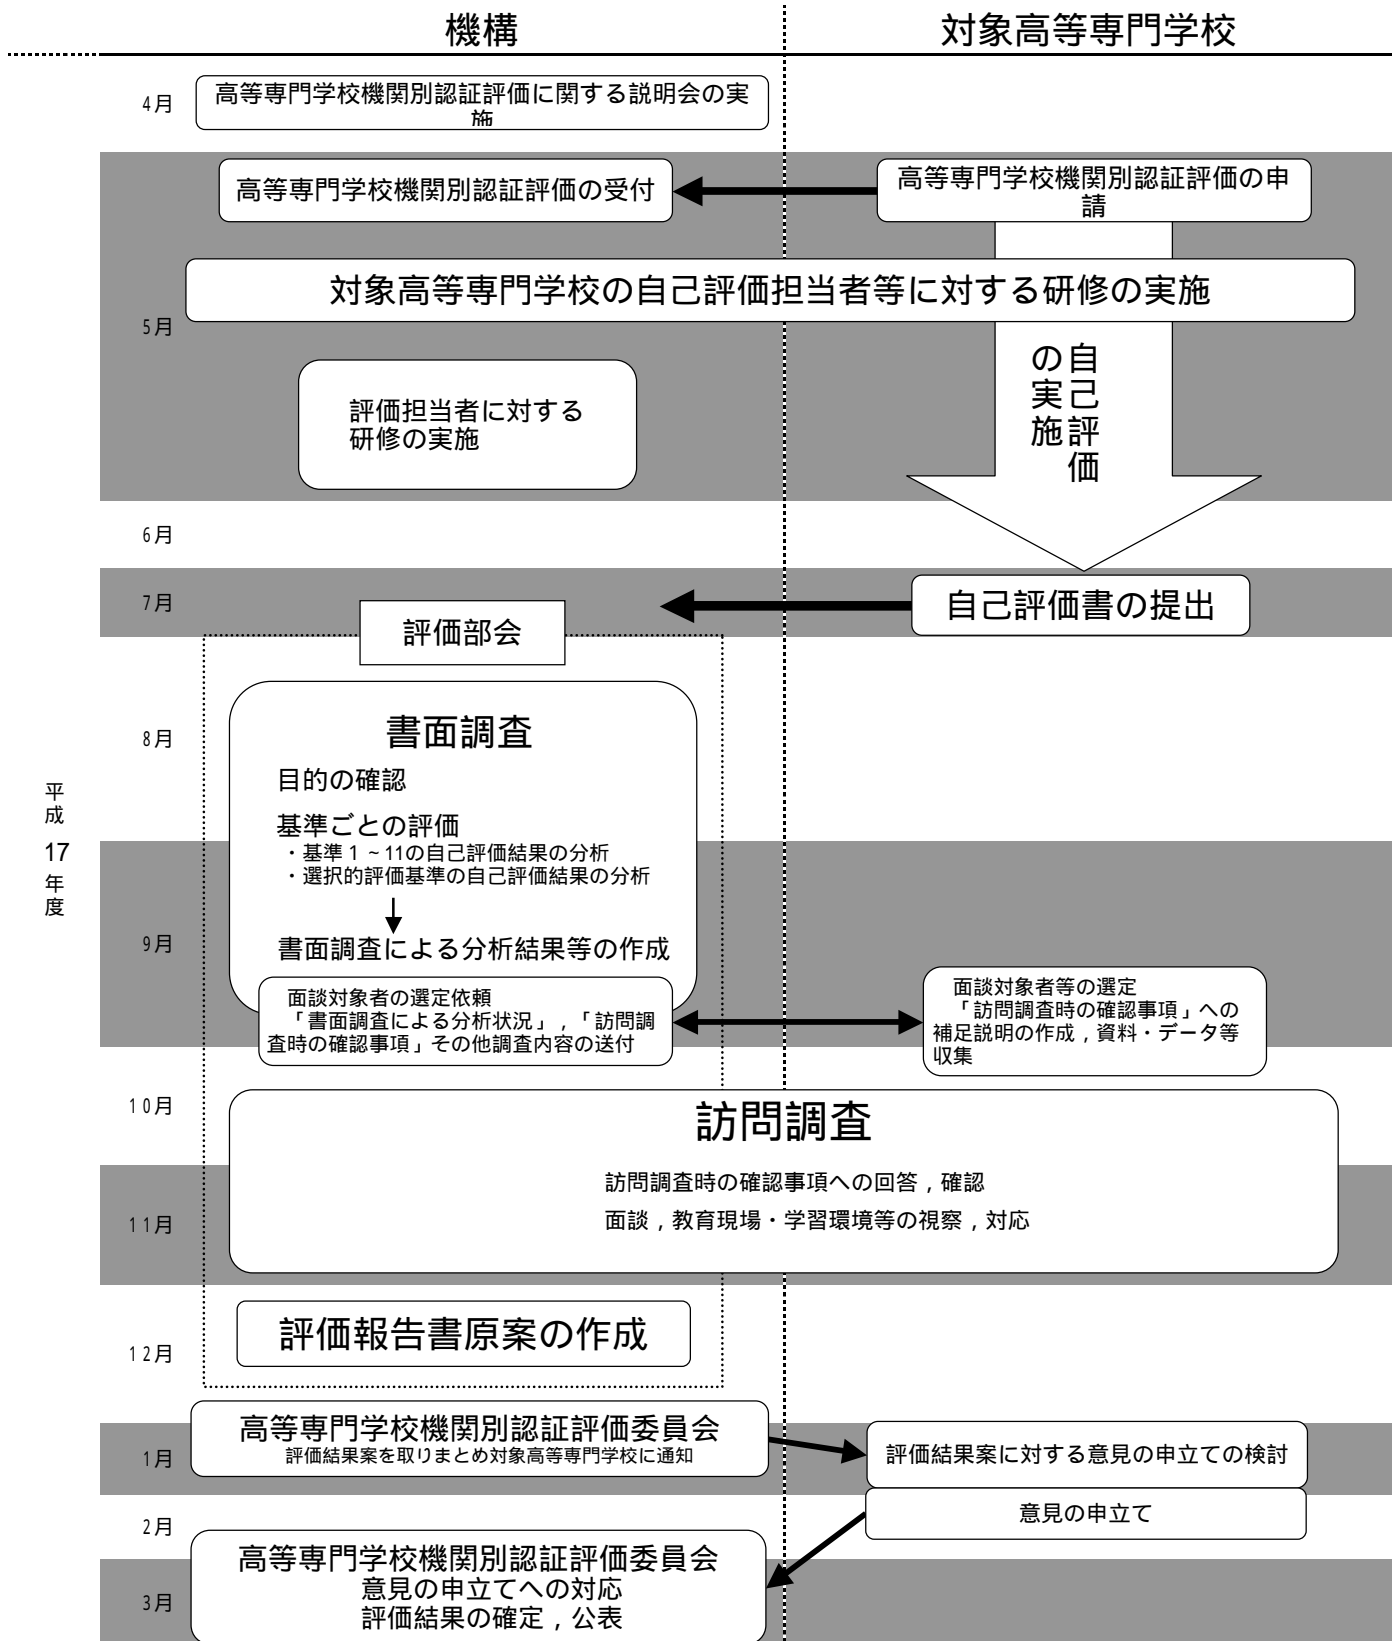 機構
対象高等専門学校
4月
高等専門学校機関別認証評価に関する説明会の実
施
高等専門学校機関別認証評価の受付
高等専門学校機関別認証評価の申
請
対象高等専門学校の自己評価担当者等に対する研修の実施
5月
自己評価
の実施
評価担当者に対する
研修の実施
6月
7月
自己評価書の提出
評価部会
書面調査
8月
目的の確認
基準ごとの評価
・基準1~11の自己評価結果の分析
・選択的評価基準の自己評価結果の分析
平成
17
年度
9月
書面調査による分析結果等の作成
面談対象者の選定依頼
「書面調査による分析状況」,「訪問調
査時の確認事項」その他調査内容の送付
面談対象者等の選定
「訪問調査時の確認事項」への
補足説明の作成,資料・データ等
収集
10月
訪問調査
訪問調査時の確認事項への回答,確認
11月
面談,教育現場・学習環境等の視察,対応
評価報告書原案の作成
12月
高等専門学校機関別認証評価委員会
評価結果案を取りまとめ対象高等専門学校に通知
1月
評価結果案に対する意見の申立ての検討
意見の申立て
2月
高等専門学校機関別認証評価委員会
意見の申立てへの対応
評価結果の確定,公表
3月